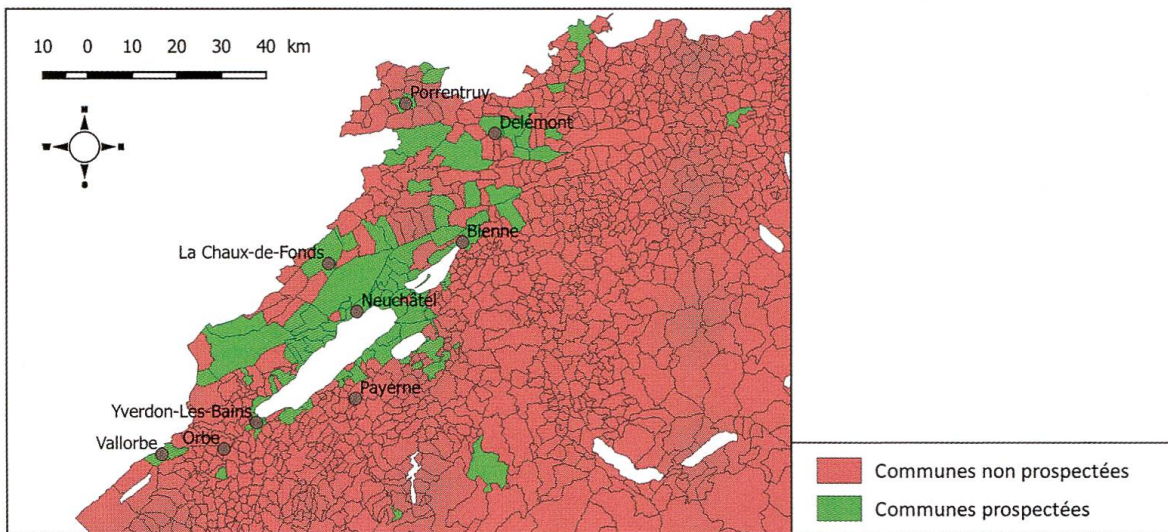 10 0 10 20 30 40 km
N
S
Porrentruy
Delémont
Bienne
La Chaux-de-Fonds
Neuchâtel
Payerne
Yverdon-Les-Bains
Vallorbe
Orbe
Communes non prospectées
Communes prospectées